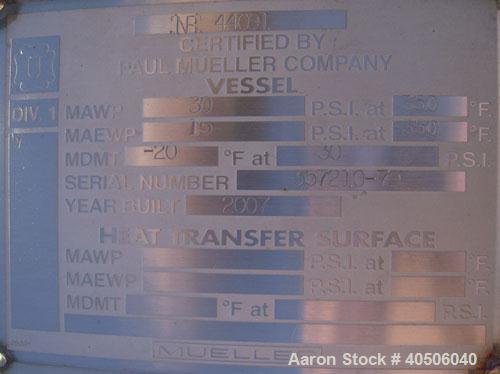 NB 44091
CERTIFIED BY
PAUL MUELLER COMPANY
VESSEL
U
DIV. 1
W
MAWP 30 P.S.I. at 350 °F.
MAEWP 15 P.S.I. at 350 °F.
MDMT -20 °F at 30 P.S.I.
SERIAL NUMBER
YEAR BUILT 2007
HEAT TRANSFER SURFACE
MAWP P.S.I. at °F.
MAEWP P.S.I. at °F.
MDMT °F at P.S.I.
MUELLER
Aaron Stock # 40506040